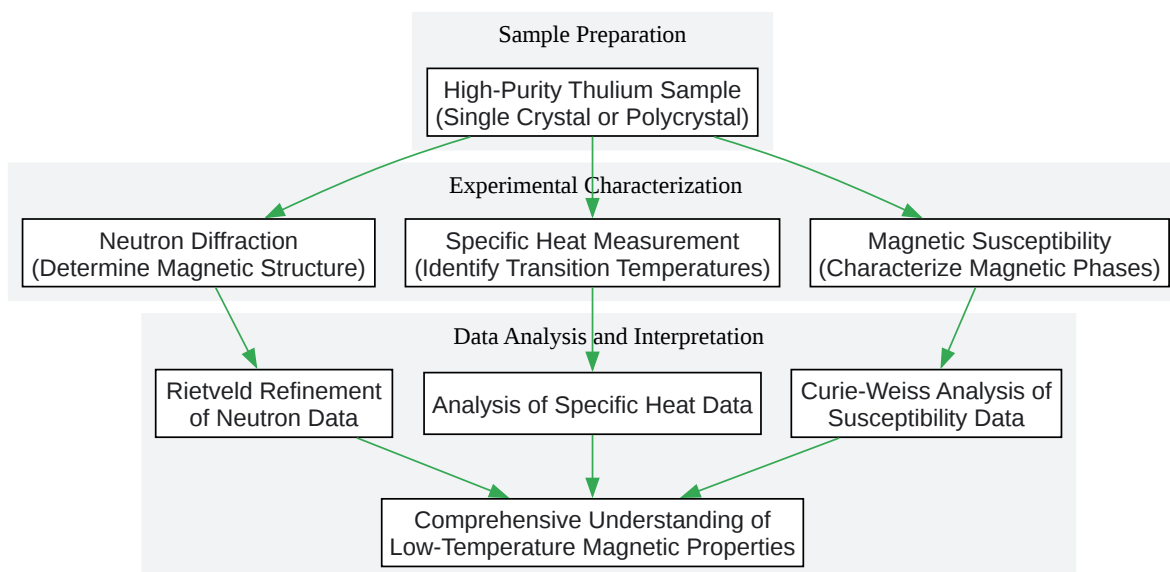 Sample Preparation
High-Purity Thulium Sample
(Single Crystal or Polycrystal)
Experimental Characterization
Neutron Diffraction
(Determine Magnetic Structure)
Specific Heat Measurement
(Identify Transition Temperatures)
Magnetic Susceptibility
(Characterize Magnetic Phases)
Data Analysis and Interpretation
Rietveld Refinement
of Neutron Data
Analysis of Specific Heat Data
Curie-Weiss Analysis of
Susceptibility Data
Comprehensive Understanding of
Low-Temperature Magnetic Properties